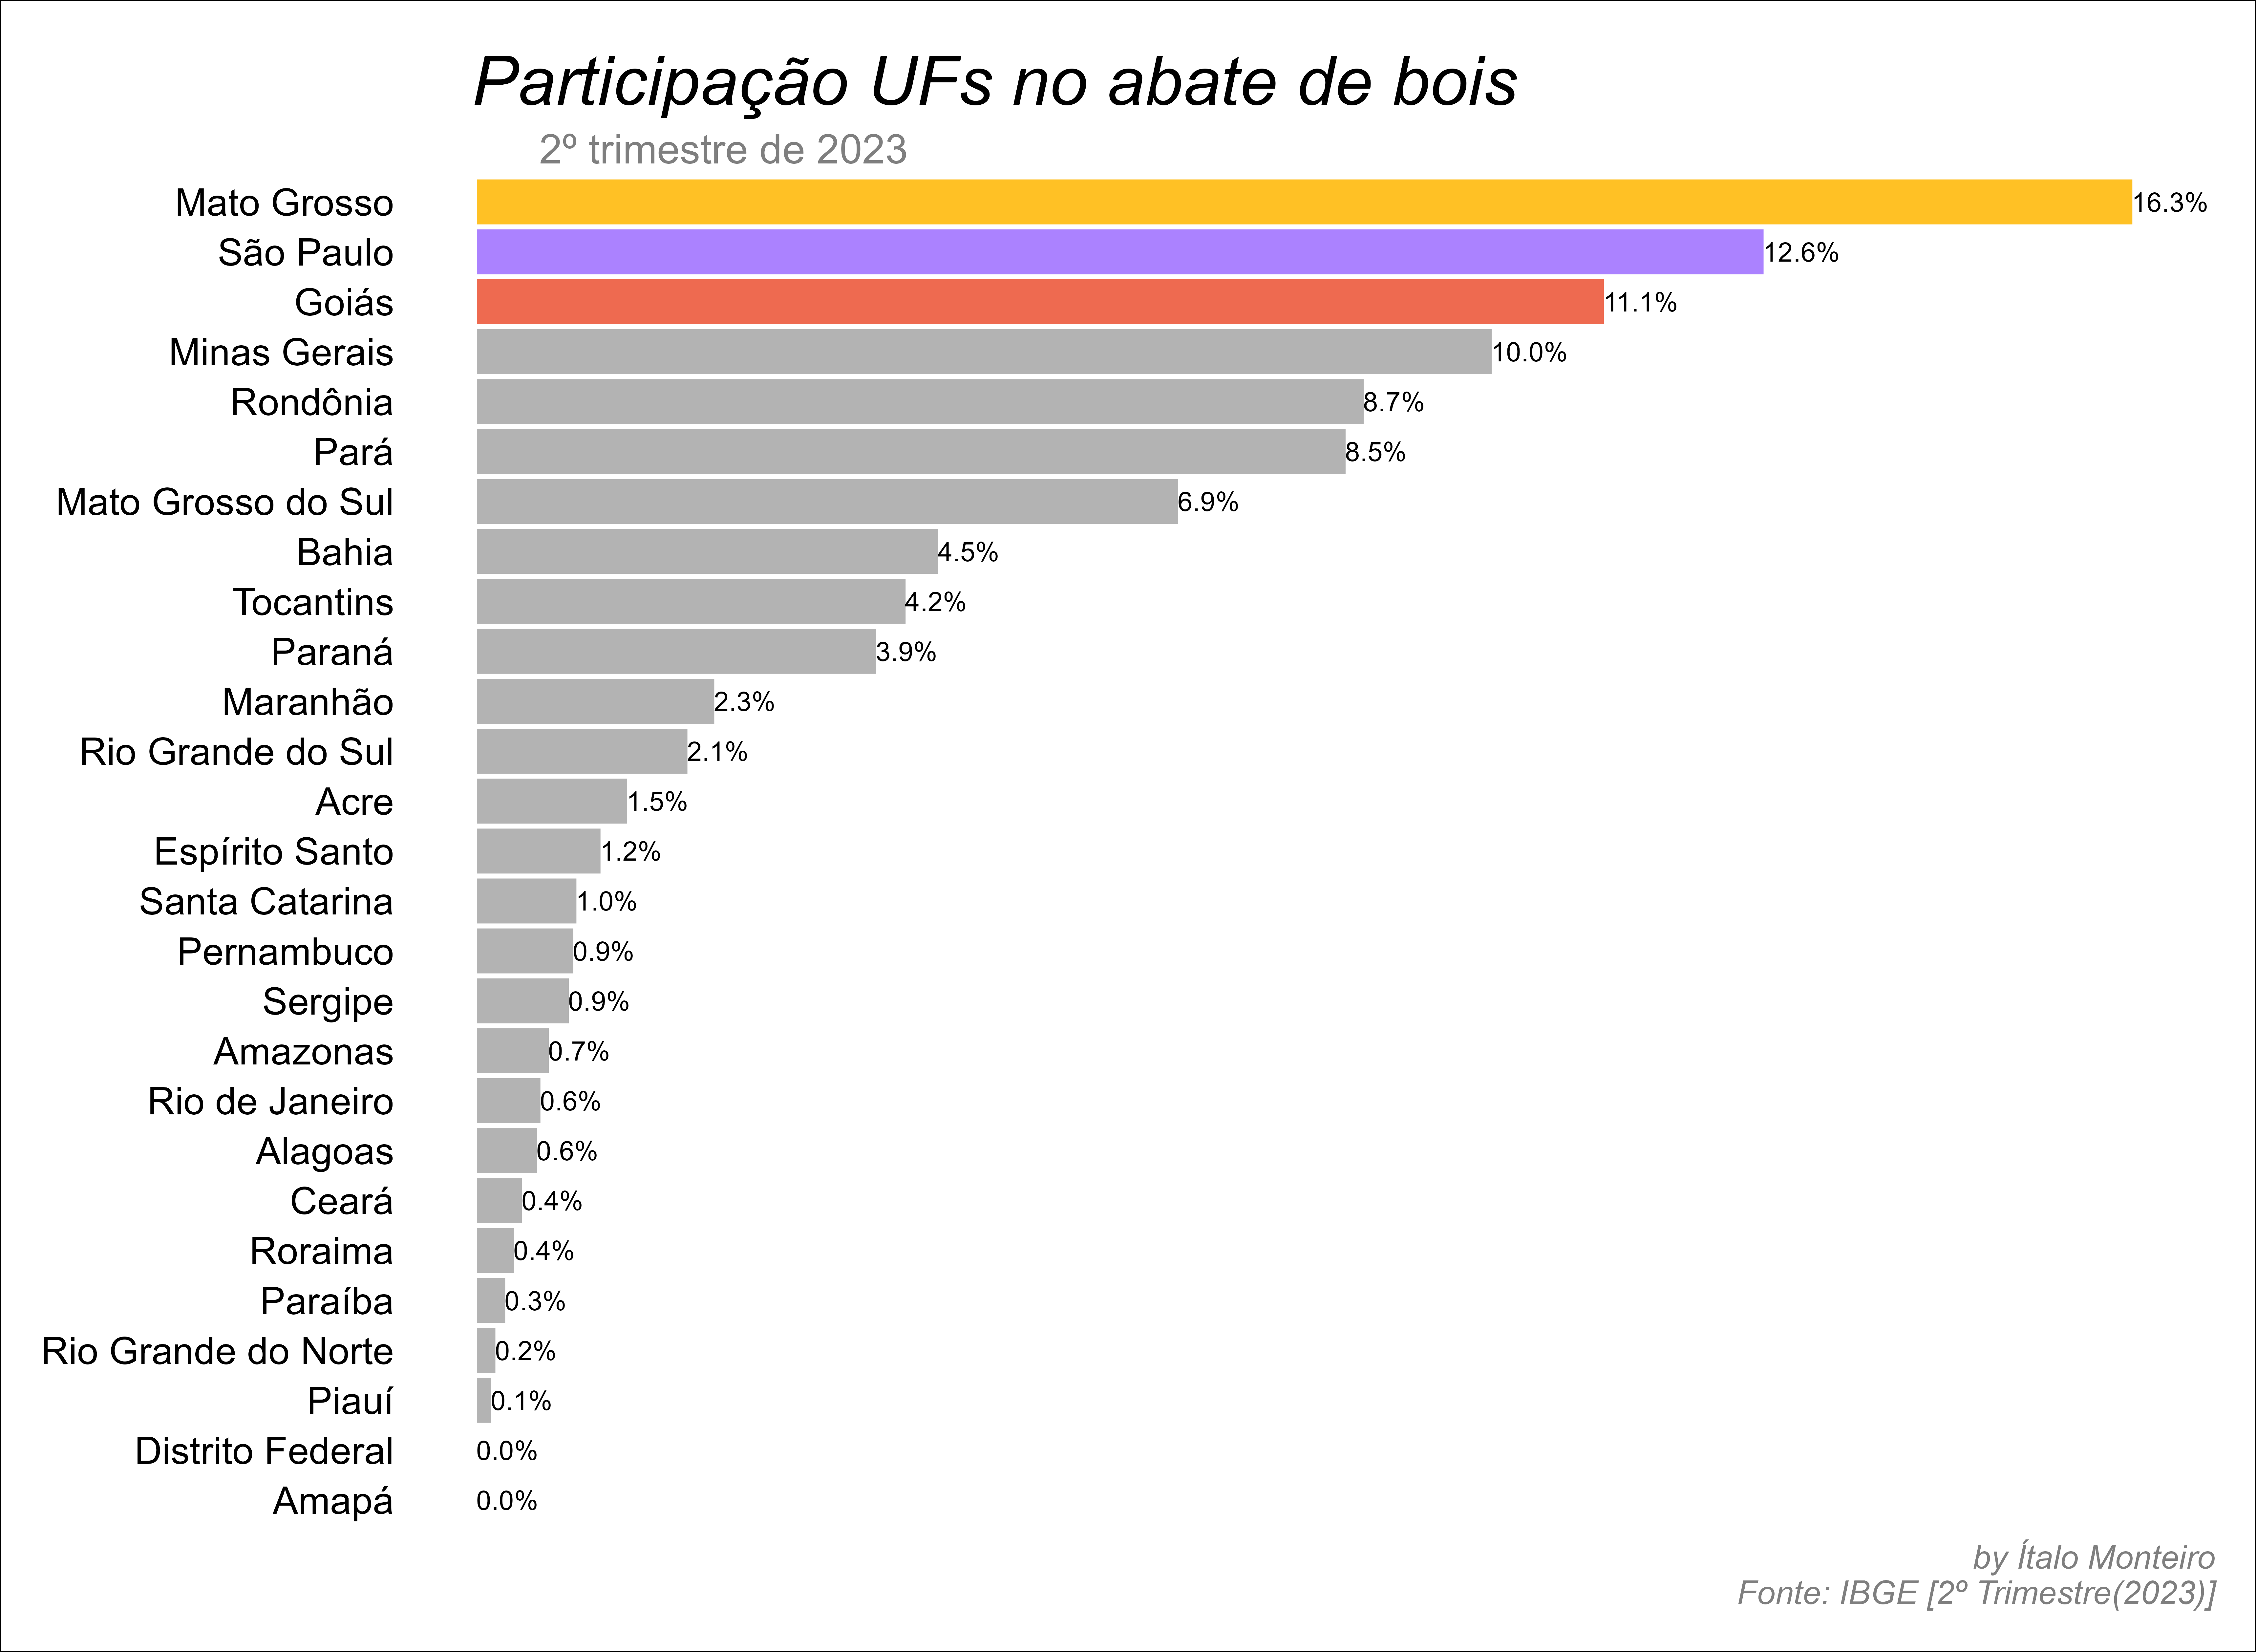 Participação UFs no abate de bois
2º trimestre de 2023
Mato Grosso 16.3%
São Paulo 12.6%
Goiás 11.1%
Minas Gerais 10.0%
Rondônia 8.7%
Pará 8.5%
Mato Grosso do Sul 6.9%
Bahia 4.5%
Tocantins 4.2%
Paraná 3.9%
Maranhão 2.3%
Rio Grande do Sul 2.1%
Acre 1.5%
Espírito Santo 1.2%
Santa Catarina 1.0%
Pernambuco 0.9%
Sergipe 0.9%
Amazonas 0.7%
Rio de Janeiro 0.6%
Alagoas 0.6%
Ceará 0.4%
Roraima 0.4%
Paraíba 0.3%
Rio Grande do Norte 0.2%
Piauí 0.1%
Distrito Federal 0.0%
Amapá 0.0%
by Ítalo Monteiro
Fonte: IBGE [2º Trimestre(2023)]